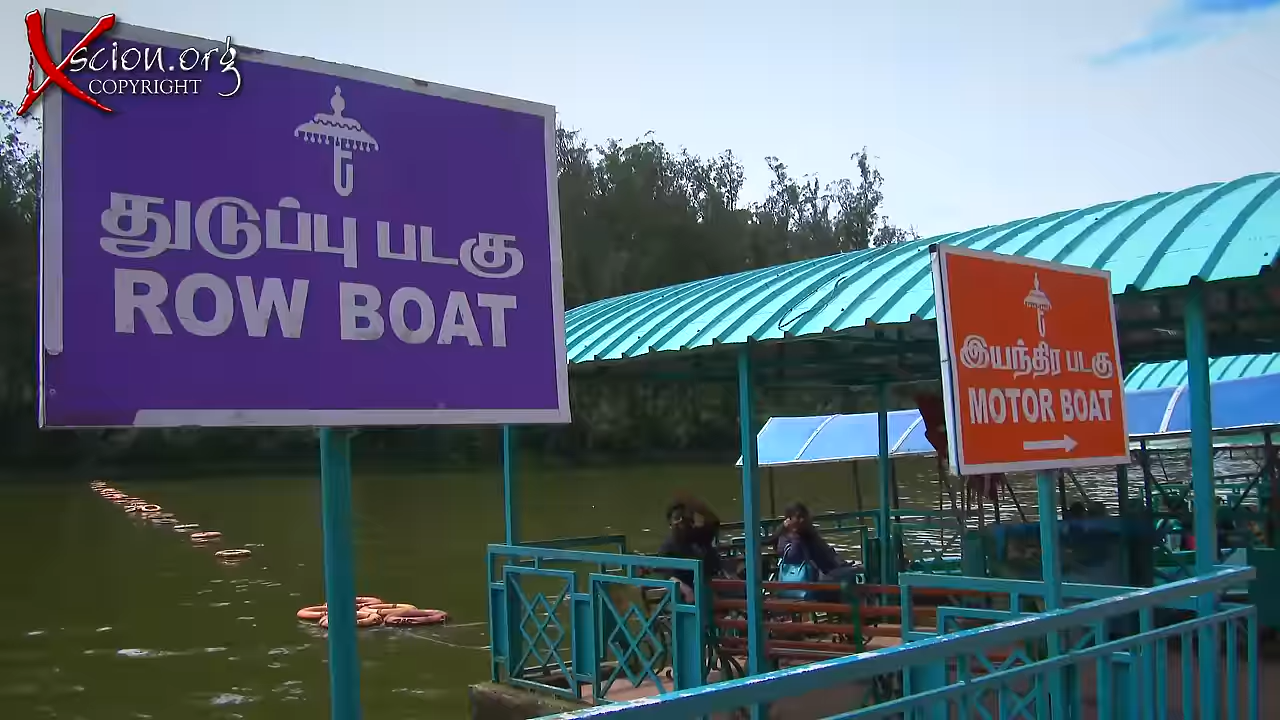 Xscion.org
COPYRIGHT
துடுப்பு படகு
ROW BOAT
இயந்திர படகு
MOTOR BOAT